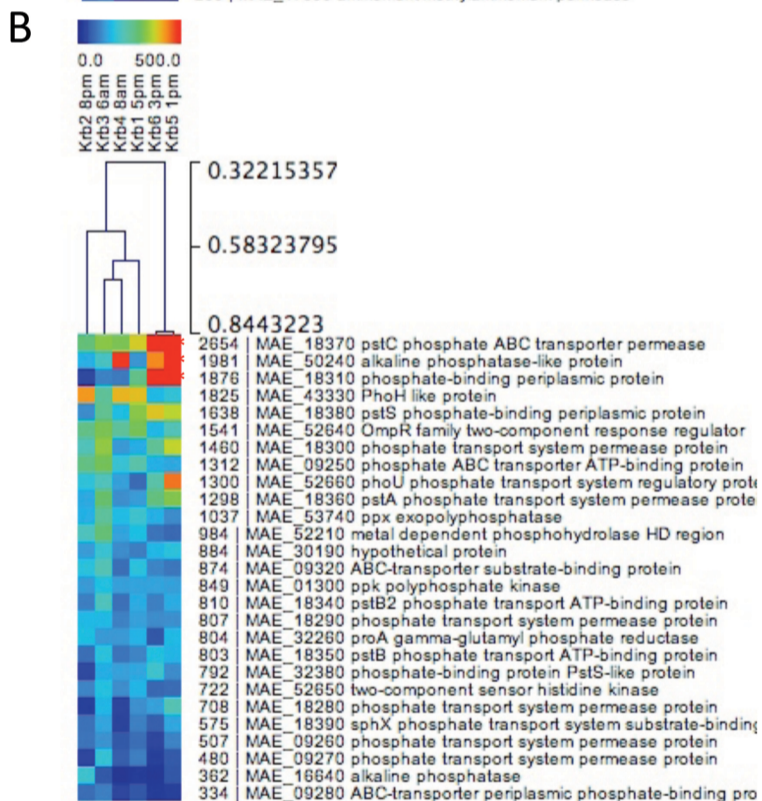 B
0.0 500.0
Krb2 8pm
Krb3 6am
Krb4 8am
Krb1 5pm
Krb6 3pm
Krb5 1pm
0.32215357
0.58323795
0.8443223
2654 | MAE_18370 pstC phosphate ABC transporter permease
1981 | MAE_50240 alkaline phosphatase-like protein
1876 | MAE_18310 phosphate-binding periplasmic protein
1825 | MAE_43330 PhoH like protein
1638 | MAE_18380 pstS phosphate-binding periplasmic protein
1541 | MAE_52640 OmpR family two-component response regulator
1460 | MAE_18300 phosphate transport system permease protein
1312 | MAE_09250 phosphate ABC transporter ATP-binding protein
1300 | MAE_52660 phoU phosphate transport system regulatory prote
1298 | MAE_18360 pstA phosphate transport system permease prote
1037 | MAE_53740 ppx exopolyphosphatase
984 | MAE_52210 metal dependent phosphohydrolase HD region
884 | MAE_30190 hypothetical protein
874 | MAE_09320 ABC-transporter substrate-binding protein
849 | MAE_01300 ppk polyphosphate kinase
810 | MAE_18340 pstB2 phosphate transport ATP-binding protein
807 | MAE_18290 phosphate transport system permease protein
804 | MAE_32260 proA gamma-glutamyl phosphate reductase
803 | MAE_18350 pstB phosphate transport ATP-binding protein
792 | MAE_32380 phosphate-binding protein PstS-like protein
722 | MAE_52650 two-component sensor histidine kinase
708 | MAE_18280 phosphate transport system permease protein
575 | MAE_18390 sphX phosphate transport system substrate-binding
507 | MAE_09260 phosphate transport system permease protein
480 | MAE_09270 phosphate transport system permease protein
362 | MAE_16640 alkaline phosphatase
334 | MAE_09280 ABC-transporter periplasmic phosphate-binding pro